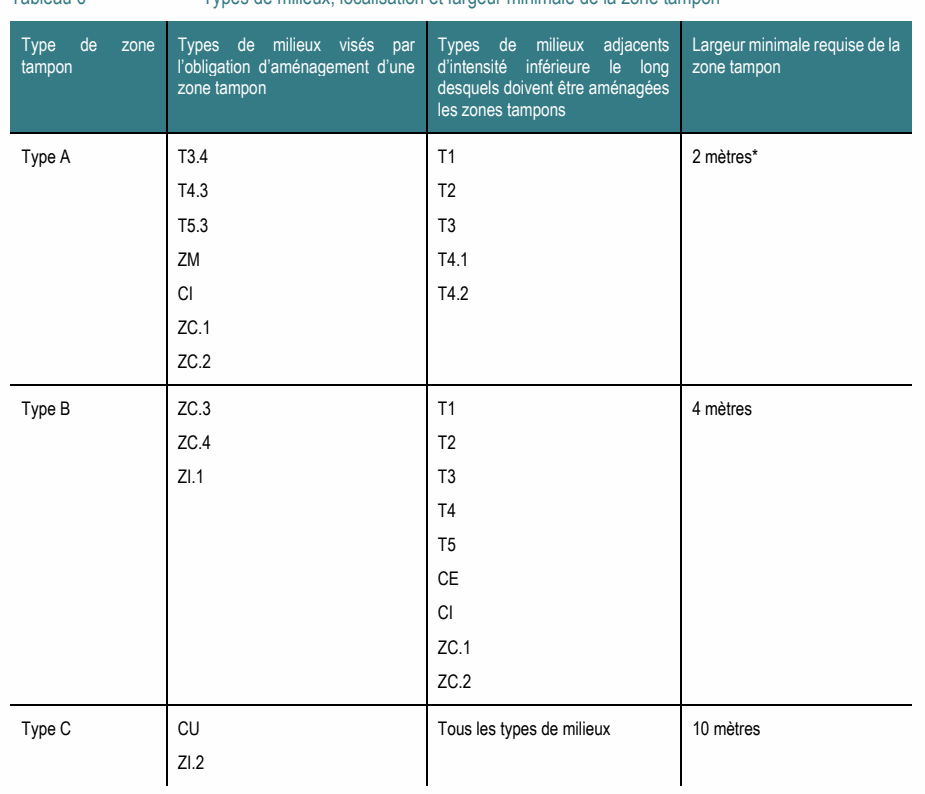 Tableau 6 Types de milieux, localisation et largeur minimale de la zone tampon
Type de zone tampon
Types de milieux visés par l'obligation d'aménagement d'une zone tampon
Types de milieux adjacents d'intensité inférieure le long desquels doivent être aménagées les zones tampons
Largeur minimale requise de la zone tampon
Type A
T3.4
T4.3
T5.3
ZM
CI
ZC.1
ZC.2
T1
T2
T3
T4.1
T4.2
2 mètres*
Type B
ZC.3
ZC.4
ZI.1
T1
T2
T3
T4
T5
CE
CI
ZC.1
ZC.2
4 mètres
Type C
CU
ZI.2
Tous les types de milieux
10 mètres